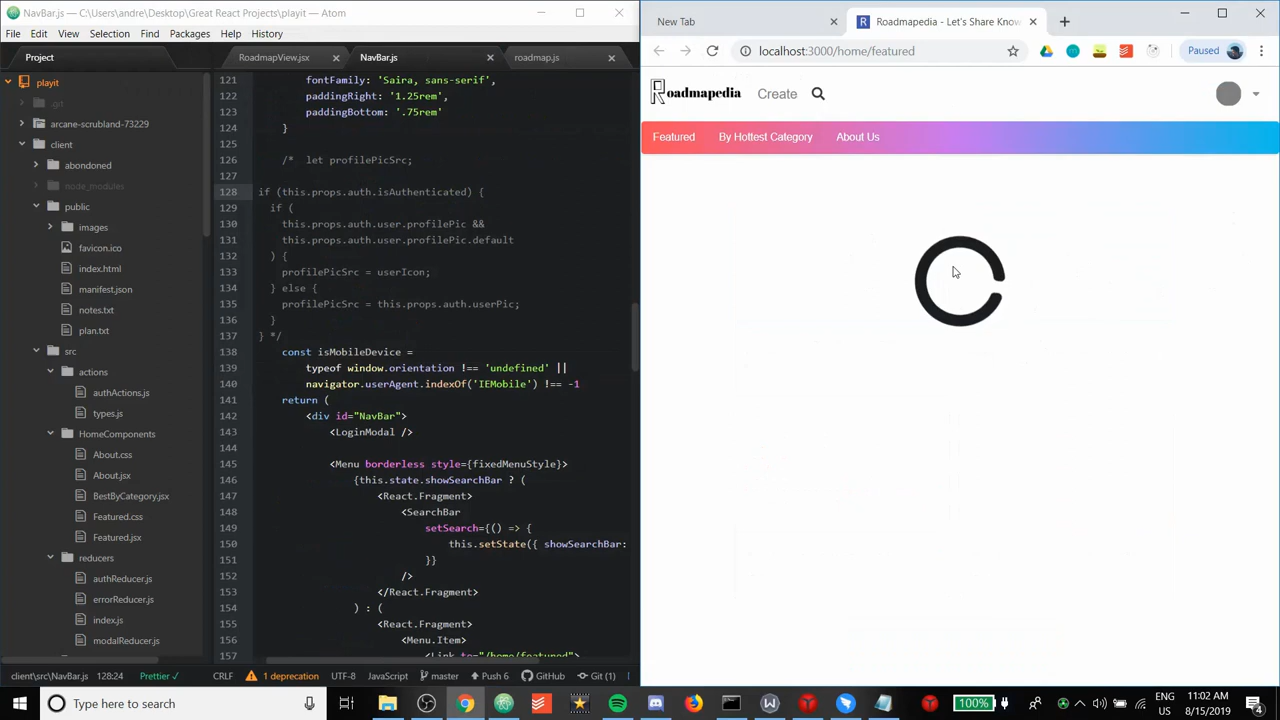 NavBar.js — C:\Users\andre\Desktop\Great React Projects\playit — Atom
File Edit View Selection Find Packages Help History
Project
RoadmapView.jsx
NavBar.js
roadmap.js
playit
.git
arcane-scrubland-73229
client
abondoned
node_modules
public
images
favicon.ico
index.html
manifest.json
notes.txt
plan.txt
src
actions
authActions.js
types.js
HomeComponents
About.css
About.jsx
BestByCategory.jsx
Featured.css
Featured.jsx
reducers
authReducer.js
errorReducer.js
index.js
modalReducer.js
121 fontFamily: 'Saira, sans-serif',
122 paddingRight: '1.25rem',
123 paddingBottom: '.75rem'
124 }
125
126 /* let profilePicSrc;
127
128 if (this.props.auth.isAuthenticated) {
129 if (
130 this.props.auth.user.profilePic &&
131 this.props.auth.user.profilePic.default
132 ) {
133 profilePicSrc = userIcon;
134 } else {
135 profilePicSrc = this.props.auth.userPic;
136 }
137 } */
138 const isMobileDevice =
139 typeof window.orientation !== 'undefined' ||
140 navigator.userAgent.indexOf('IEMobile') !== -1
141 return (
142 <div id="NavBar">
143 <LoginModal />
144
145 <Menu borderless style={fixedMenuStyle}>
146 {this.state.showSearchBar ? (
147 <React.Fragment>
148 <SearchBar
149 setSearch={() => {
150 this.setState({ showSearchBar:
151 }}
152 />
153 </React.Fragment>
154 ) : (
155 <React.Fragment>
156 <Menu.Item>
157 <Link to="/home/featured">
client\src\NavBar.js 128:24 Prettier ✓ CRLF 1 deprecation UTF-8 JavaScript master Push 6 GitHub Git (1)
New Tab
Roadmapedia - Let's Share Know
localhost:3000/home/featured
Paused
Roadmapedia
Create
Featured By Hottest Category About Us
Type here to search
100%
ENG
US
11:02 AM
8/15/2019
4